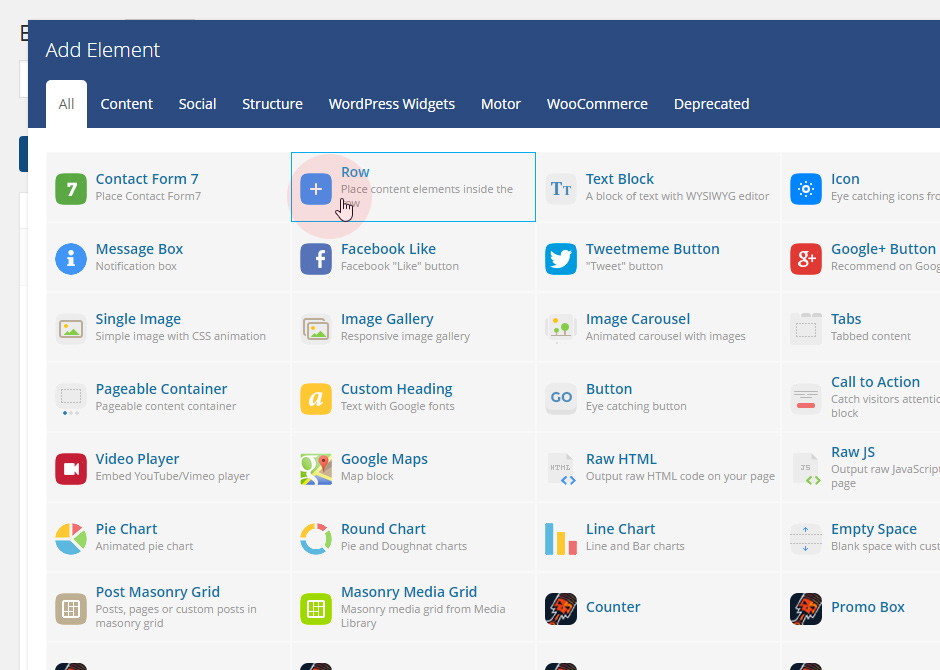 Add Element
All Content Social Structure WordPress Widgets Motor WooCommerce Deprecated
7
Contact Form 7
Place Contact Form7
Row
Place content elements inside the
row
Tт
Text Block
A block of text with WYSIWYG editor
Icon
Eye catching icons fro
i
Message Box
Notification box
f
Facebook Like
Facebook "Like" button
Tweetmeme Button
"Tweet" button
g+
Google+ Button
Recommend on Goog
Single Image
Simple image with CSS animation
Image Gallery
Responsive image gallery
Image Carousel
Animated carousel with images
Tabs
Tabbed content
Pageable Container
Pageable content container
a
Custom Heading
Text with Google fonts
GO
Button
Eye catching button
Call to Action
Catch visitors attentio
block
Video Player
Embed YouTube/Vimeo player
Google Maps
Map block
HTML
Raw HTML
Output raw HTML code on your page
JS
Raw JS
Output raw JavaScript
page
Pie Chart
Animated pie chart
Round Chart
Pie and Doughnat charts
Line Chart
Line and Bar charts
Empty Space
Blank space with cust
Post Masonry Grid
Posts, pages or custom posts in
masonry grid
Masonry Media Grid
Masonry media grid from Media
Library
Counter
Promo Box